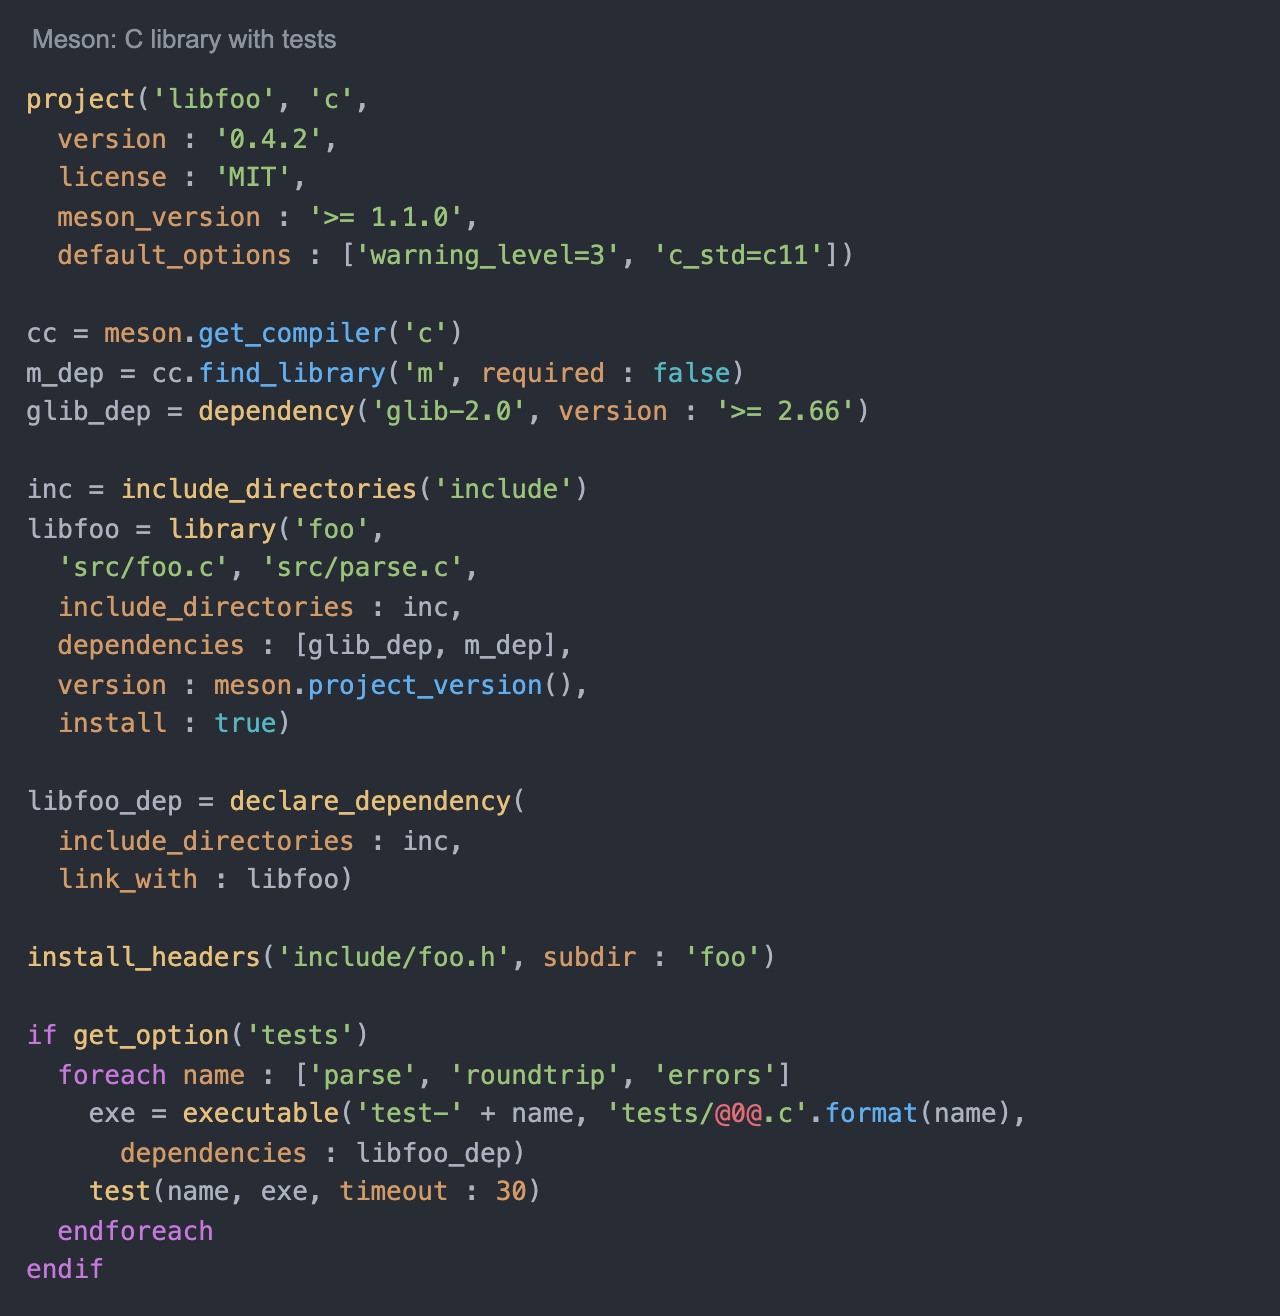 Meson: C library with tests
project('libfoo', 'c',
  version : '0.4.2',
  license : 'MIT',
  meson_version : '>= 1.1.0',
  default_options : ['warning_level=3', 'c_std=c11'])

cc = meson.get_compiler('c')
m_dep = cc.find_library('m', required : false)
glib_dep = dependency('glib-2.0', version : '>= 2.66')

inc = include_directories('include')
libfoo = library('foo',
  'src/foo.c', 'src/parse.c',
  include_directories : inc,
  dependencies : [glib_dep, m_dep],
  version : meson.project_version(),
  install : true)

libfoo_dep = declare_dependency(
  include_directories : inc,
  link_with : libfoo)

install_headers('include/foo.h', subdir : 'foo')

if get_option('tests')
  foreach name : ['parse', 'roundtrip', 'errors']
    exe = executable('test-' + name, 'tests/@0@.c'.format(name),
      dependencies : libfoo_dep)
    test(name, exe, timeout : 30)
  endforeach
endif